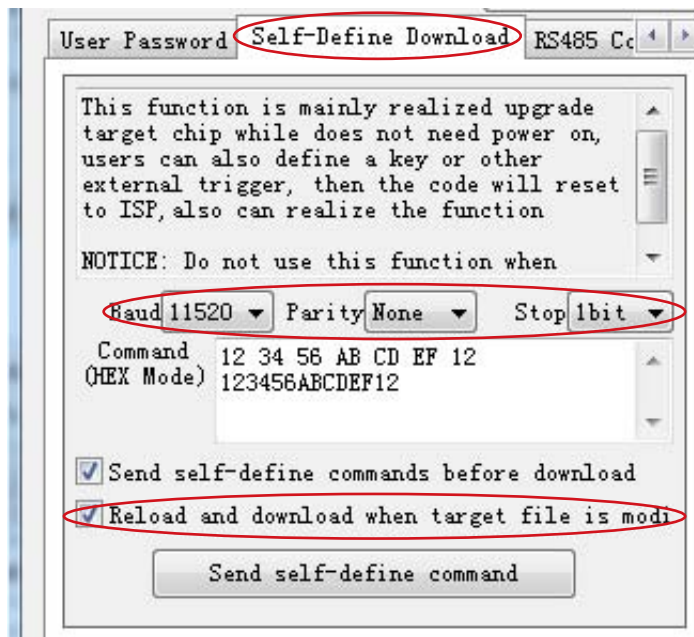 User Password Self-Define Download RS485 Co
This function is mainly realized upgrade
target chip while does not need power on,
users can also define a key or other
external trigger, then the code will reset
to ISP, also can realize the function
NOTICE: Do not use this function when
Baud 11520 Parity None Stop 1bit
Command 12 34 56 AB CD EF 12
(HEX Mode) 123456ABCDEF12
Send self-define commands before download
Reload and download when target file is modi
Send self-define command